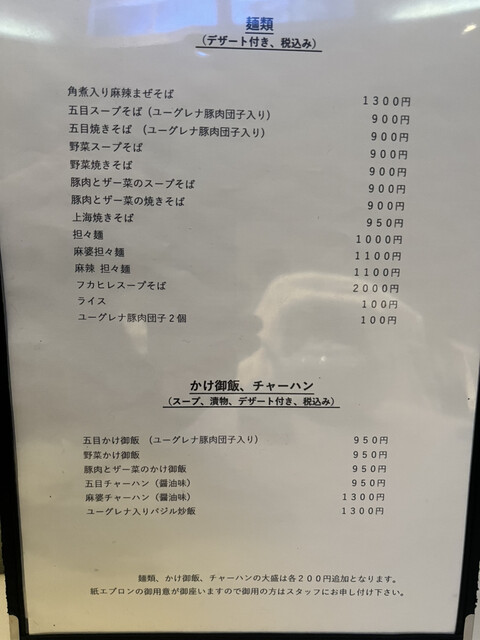 麺類
（デザート付き、税込み）
角煮入り麻辣まぜそば 1300円
五目スープそば（ユーグレナ豚肉団子入り） 900円
五目焼きそば （ユーグレナ豚肉団子入り） 900円
野菜スープそば 900円
野菜焼きそば 900円
豚肉とザー菜のスープそば 900円
豚肉とザー菜の焼きそば 900円
上海焼きそば 950円
担々麺 1000円
麻婆担々麺 1100円
麻辣 担々麺 1100円
フカヒレスープそば 2000円
ライス 100円
ユーグレナ豚肉団子２個 100円
かけ御飯、チャーハン
（スープ、漬物、デザート付き、税込み）
五目かけ御飯 （ユーグレナ豚肉団子入り） 950円
野菜かけ御飯 950円
豚肉とザー菜のかけ御飯 950円
五目チャーハン（醤油味） 950円
麻婆チャーハン（醤油味） 1300円
ユーグレナ入りバジル炒飯 1300円
麺類、かけ御飯、チャーハンの大盛は各２００円追加となります。
紙エプロンの御用意が御座いますので御用の方はスタッフにお申し付け下さい。